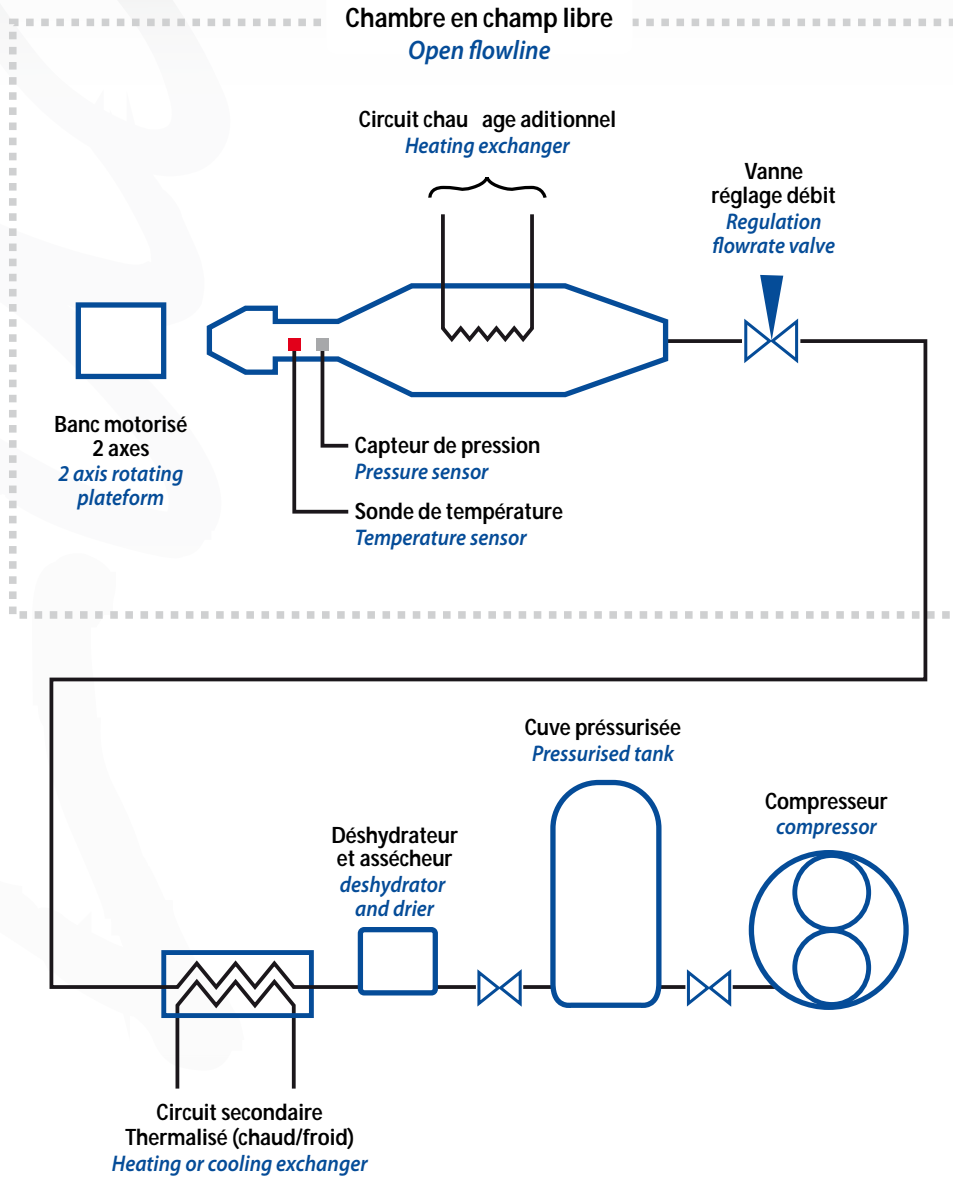 Chambre en champ libre
Open flowline
Circuit chau age aditionnel
Heating exchanger
Vanne
réglage débit
Regulation
flowrate valve
Banc motorisé
2 axes
2 axis rotating
plateform
Capteur de pression
Pressure sensor
Sonde de température
Temperature sensor
Cuve préssurisée
Pressurised tank
Compresseur
compressor
Déshydrateur
et assécheur
deshydrator
and drier
Circuit secondaire
Thermalisé (chaud/froid)
Heating or cooling exchanger